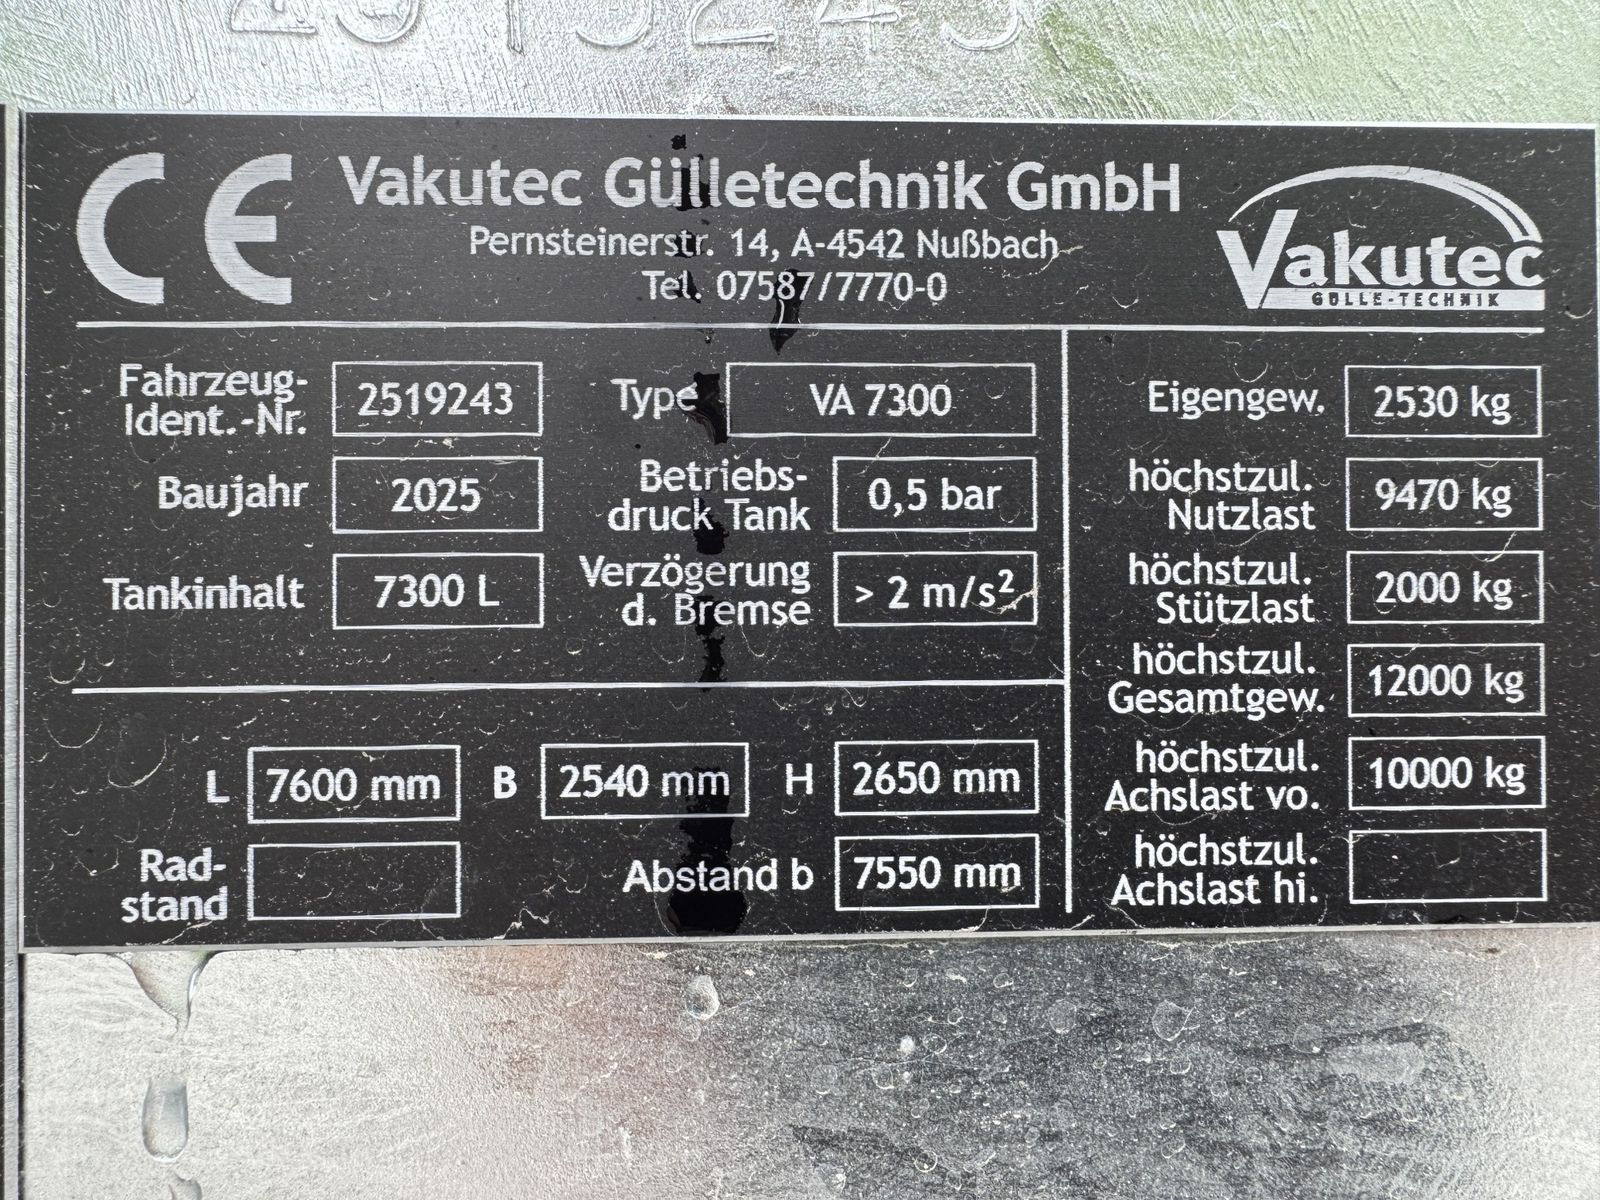 2519243
CE
Vakutec Gülletechnik GmbH
Pernsteinerstr. 14, A-4542 Nußbach
Tel. 07587/7770-0
Vakutec
GÜLLE-TECHNIK
Fahrzeug-
Ident.-Nr.
2519243
Type
VA 7300
Baujahr
2025
Betriebs-
druck Tank
0,5 bar
Tankinhalt
7300 L
Verzögerung
d. Bremse
> 2 m/s²
L 7600 mm B 2540 mm H 2650 mm
Rad-
stand
Abstand b 7550 mm
Eigengew. 2530 kg
höchstzul.
Nutzlast
9470 kg
höchstzul.
Stützlast
2000 kg
höchstzul.
Gesamtgew.
12000 kg
höchstzul.
Achslast vo.
10000 kg
höchstzul.
Achslast hi.